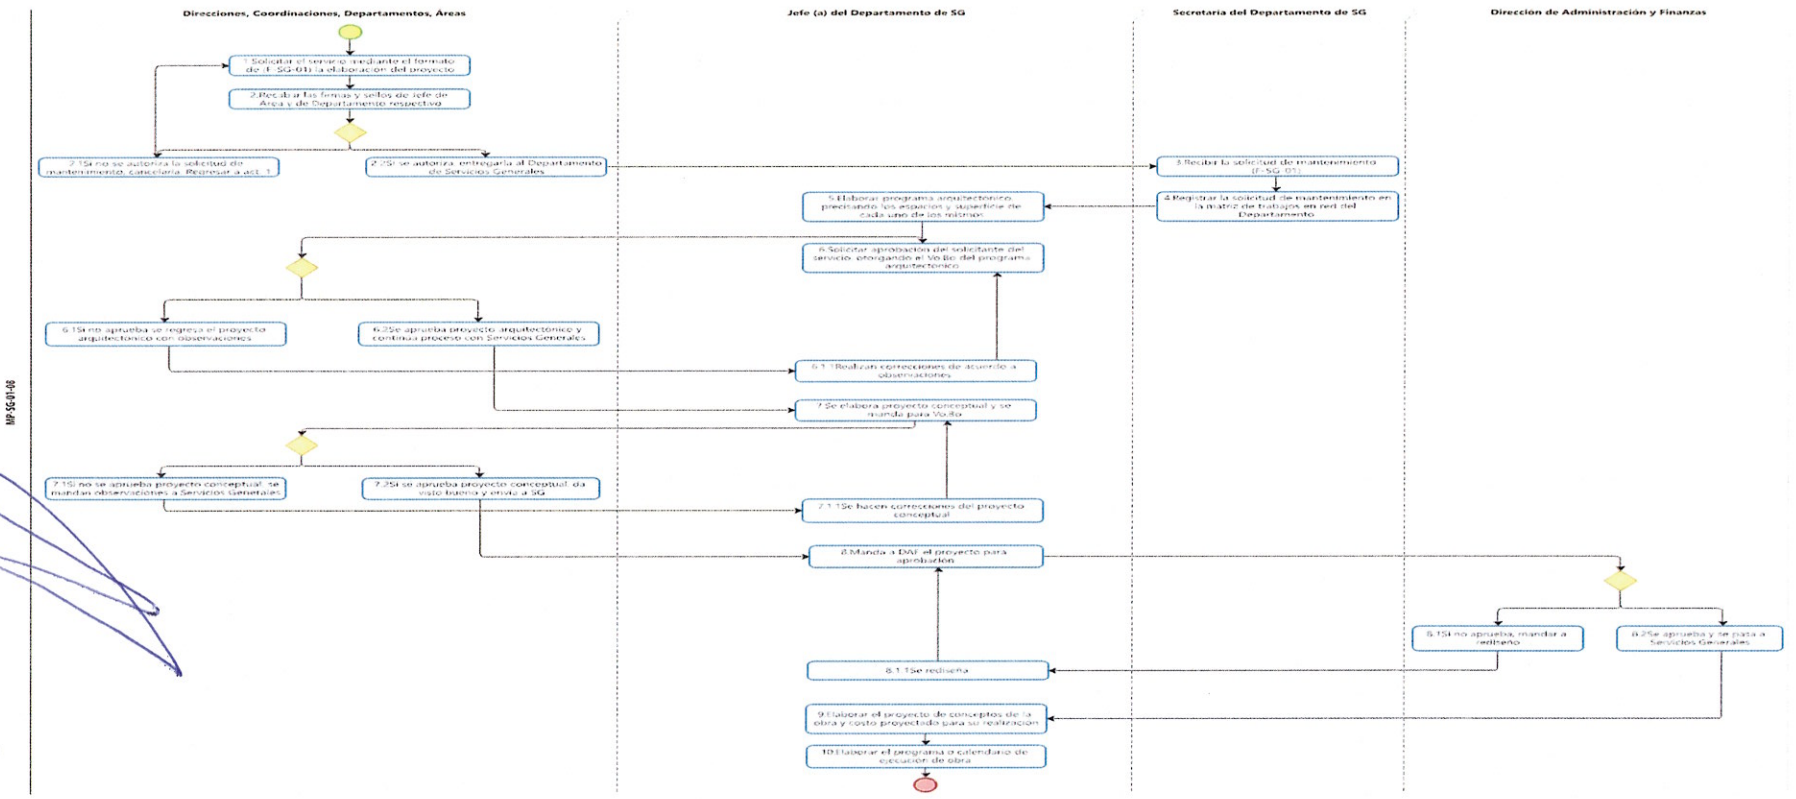 Direcciones, Coordinaciones, Departamentos, Áreas
Jefe (a) del Departamento de SG
Secretaria del Departamento de SG
Dirección de Administración y Finanzas
1.Solicitar el servicio mediante el formato
de (F-SG-01) la elaboración del proyecto
2.Recabar las firmas y sellos de Jefe de
Área y de Departamento respectivo
2.1Si no se autoriza la solicitud de
mantenimiento, cancelarla. Regresar a act. 1
2.2Si se autoriza, entregarla al Departamento
de Servicios Generales
3.Recibir la solicitud de mantenimiento
(F-SG-01)
4.Registrar la solicitud de mantenimiento en
la matriz de trabajos en red del
Departamento
5.Elaborar programa arquitectónico,
precisando los espacios y superficie de
cada uno de los mismos
6.Solicitar aprobación del solicitante del
servicio, otorgando el Vo.Bo del programa
arquitectónico
6.1Si no aprueba se regresa el proyecto
arquitectónico con observaciones
6.2Se aprueba proyecto arquitectónico y
continua proceso con Servicios Generales
6.1.1Realizan correcciones de acuerdo a
observaciones
7.Se elabora proyecto conceptual y se
manda para Vo.Bo
7.1Si no se aprueba proyecto conceptual, se
mandan observaciones a Servicios Generales
7.2Si se aprueba proyecto conceptual, da
visto bueno y envía a SG
7.1.1Se hacen correcciones del proyecto
conceptual
8.Manda a DAF el proyecto para
aprobación
8.1Si no aprueba, mandar a
rediseño
8.2Se aprueba y se pasa a
Servicios Generales
8.1.1Se rediseña
9.Elaborar el proyecto de conceptos de la
obra y costo proyectado para su realización
10.Elaborar el programa o calendario de
ejecución de obra
MP-SG-01-06